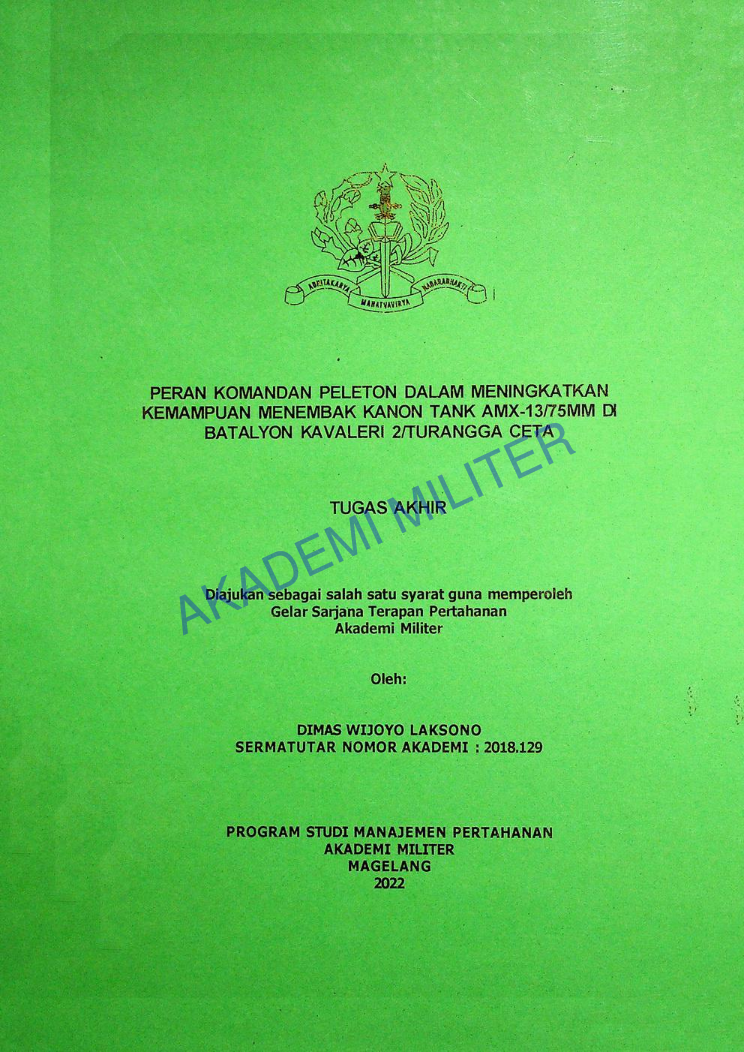 ADHITAKARYA
MAHATVAVIRYA
NAGARABHAKTI
PERAN KOMANDAN PELETON DALAM MENINGKATKAN
KEMAMPUAN MENEMBAK KANON TANK AMX-13/75MM DI
BATALYON KAVALERI 2/TURANGGA CETA
TUGAS AKHIR
AKADEMI MILITER
Diajukan sebagai salah satu syarat guna memperoleh
Gelar Sarjana Terapan Pertahanan
Akademi Militer
Oleh:
DIMAS WIJOYO LAKSONO
SERMATUTAR NOMOR AKADEMI : 2018.129
PROGRAM STUDI MANAJEMEN PERTAHANAN
AKADEMI MILITER
MAGELANG
2022